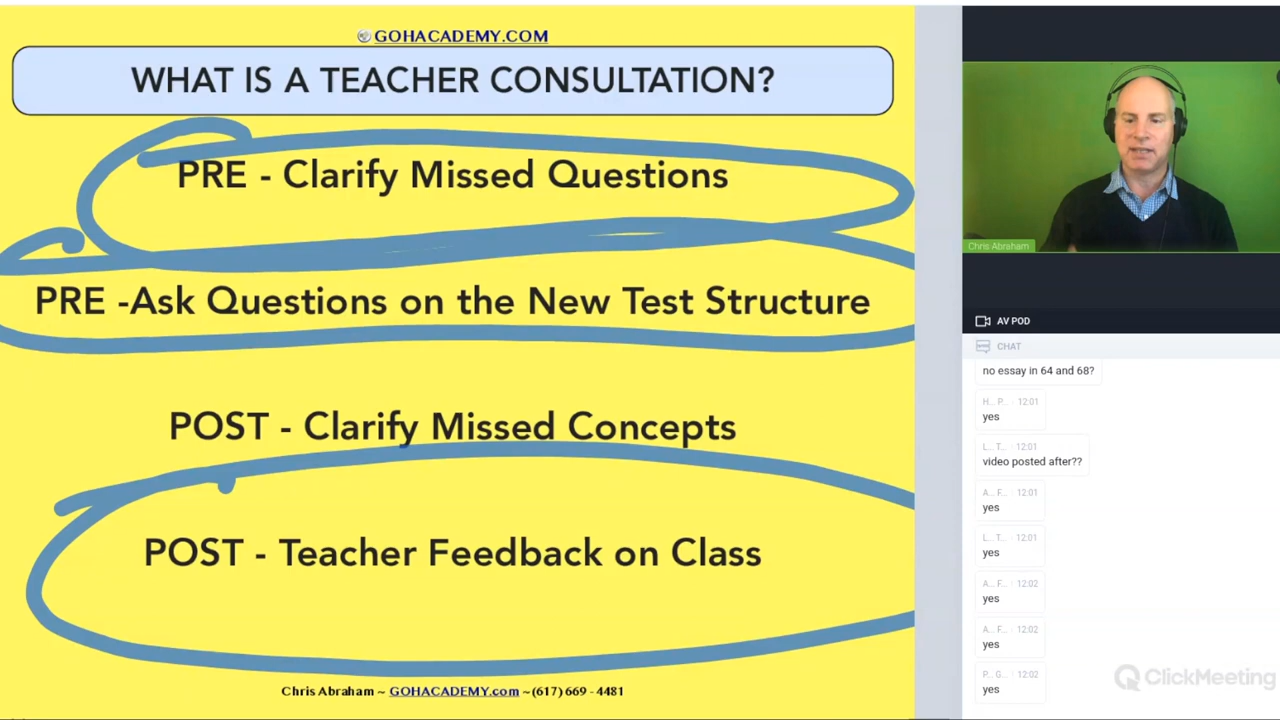 GOHACADEMY.COM
WHAT IS A TEACHER CONSULTATION?
PRE - Clarify Missed Questions
PRE -Ask Questions on the New Test Structure
POST - Clarify Missed Concepts
POST - Teacher Feedback on Class
Chris Abraham ~ GOHACADEMY.com ~(617) 669 - 4481
Chris Abraham
AV POD
CHAT
no essay in 64 and 68?
H... P... 12:01
yes
L... T... 12:01
video posted after??
A... F... 12:01
yes
L... T... 12:01
yes
A... F... 12:02
yes
A... F... 12:02
yes
P... G... 12:02
yes
ClickMeeting